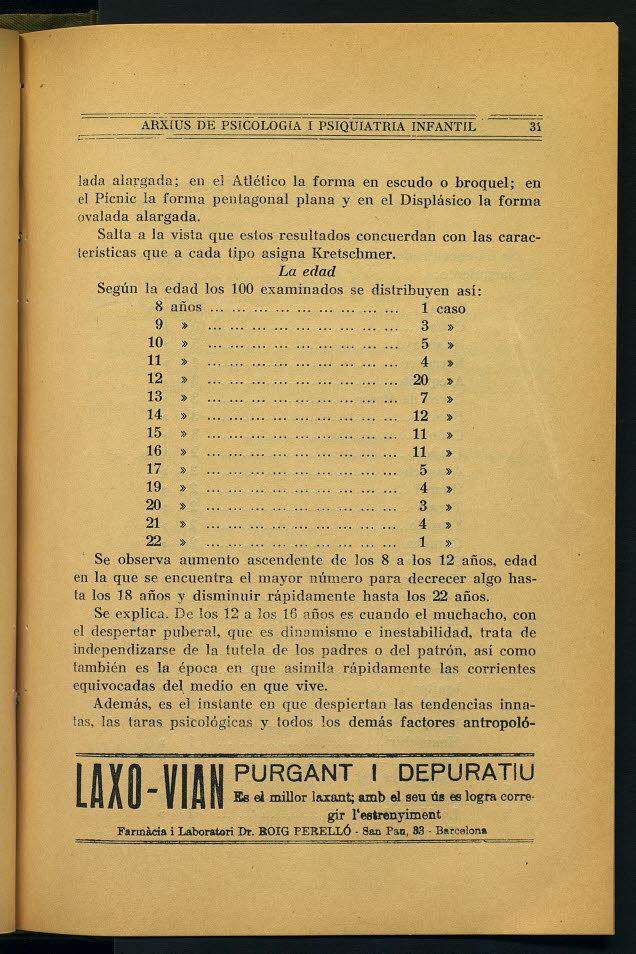 ARXIUS DE PSICOLOGIA I PSIQUIATRIA INFANTIL 31
lada alargada; en el Atlético la forma en escudo o broquel; en
el Pícnic la forma pentagonal plana y en el Displásico la forma
ovalada alargada.
Salta a la vista que estos resultados concuerdan con las carac-
terísticas que a cada tipo asigna Kretschmer.
La edad
Según la edad los 100 examinados se distribuyen así:
8 años ... ... ... ... ... ... ... ... ... 1 caso
9 » ... ... ... ... ... ... ... ... ... 3 »
10 » ... ... ... ... ... ... ... ... ... 5 »
11 » ... ... ... ... ... ... ... ... ... 4 »
12 » ... ... ... ... ... ... ... ... ... 20 »
13 » ... ... ... ... ... ... ... ... ... 7 »
14 » ... ... ... ... ... ... ... ... ... 12 »
15 » ... ... ... ... ... ... ... ... ... 11 »
16 » ... ... ... ... ... ... ... ... ... 11 »
17 » ... ... ... ... ... ... ... ... ... 5 »
19 » ... ... ... ... ... ... ... ... ... 4 »
20 » ... ... ... ... ... ... ... ... ... 3 »
21 » ... ... ... ... ... ... ... ... ... 4 »
22 » ... ... ... ... ... ... ... ... ... 1 »
Se observa aumento ascendente de los 8 a los 12 años, edad
en la que se encuentra el mayor número para decrecer algo has-
ta los 18 años y disminuir rápidamente hasta los 22 años.
Se explica. De los 12 a los 16 años es cuando el muchacho, con
el despertar puberal, que es dinamismo e inestabilidad, trata de
independizarse de la tutela de los padres o del patrón, así como
también es la época en que asimila rápidamente las corrientes
equivocadas del medio en que vive.
Además, es el instante en que despiertan las tendencias inna-
tas, las taras psicológicas y todos los demás factores antropoló-
LAXO-VIAN PURGANT I DEPURATIU
Es el millor laxant; amb el seu ús es logra corre-
gir l'estrenyiment
Farmàcia i Laboratori Dr. ROIG PERELLÓ - San Pau, 33 - Barcelona